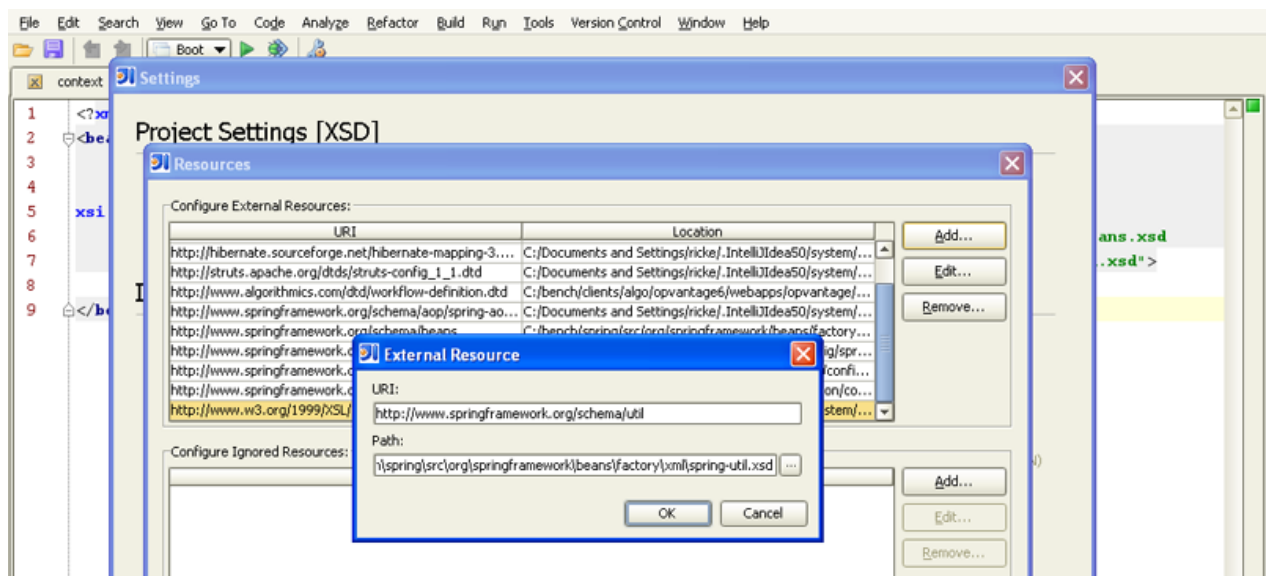 File Edit Search View Go To Code Analyze Refactor Build Run Tools Version Control Window Help
Boot
context
Settings
1 <?xm
2 <bea
3
4
5 xsi
6 ans.xsd
7 .xsd">
8
9 </be
Project Settings [XSD]
Resources
Configure External Resources:
URI Location
http://hibernate.sourceforge.net/hibernate-mapping-3.... C:/Documents and Settings/ricke/.IntelliJIdea50/system/...
http://struts.apache.org/dtds/struts-config_1_1.dtd C:/Documents and Settings/ricke/.IntelliJIdea50/system/...
http://www.algorithmics.com/dtd/workflow-definition.dtd C:/bench/clients/algo/opvantage6/webapps/opvantage/...
http://www.springframework.org/schema/aop/spring-ao... C:/Documents and Settings/ricke/.IntelliJIdea50/system/...
http://www.springframework.org/schema/beans C:/bench/spring/src/org/springframework/beans/factory...
http://www.springframework.o ig/spr...
http://www.springframework.o /confi...
http://www.springframework.o on/co...
http://www.w3.org/1999/XSL/ stem/...
Add...
Edit...
Remove...
External Resource
URI:
http://www.springframework.org/schema/util
Path:
\spring\src\org\springframework\beans\factory\xml\spring-util.xsd ...
OK Cancel
Configure Ignored Resources:
Add...
Edit...
Remove...